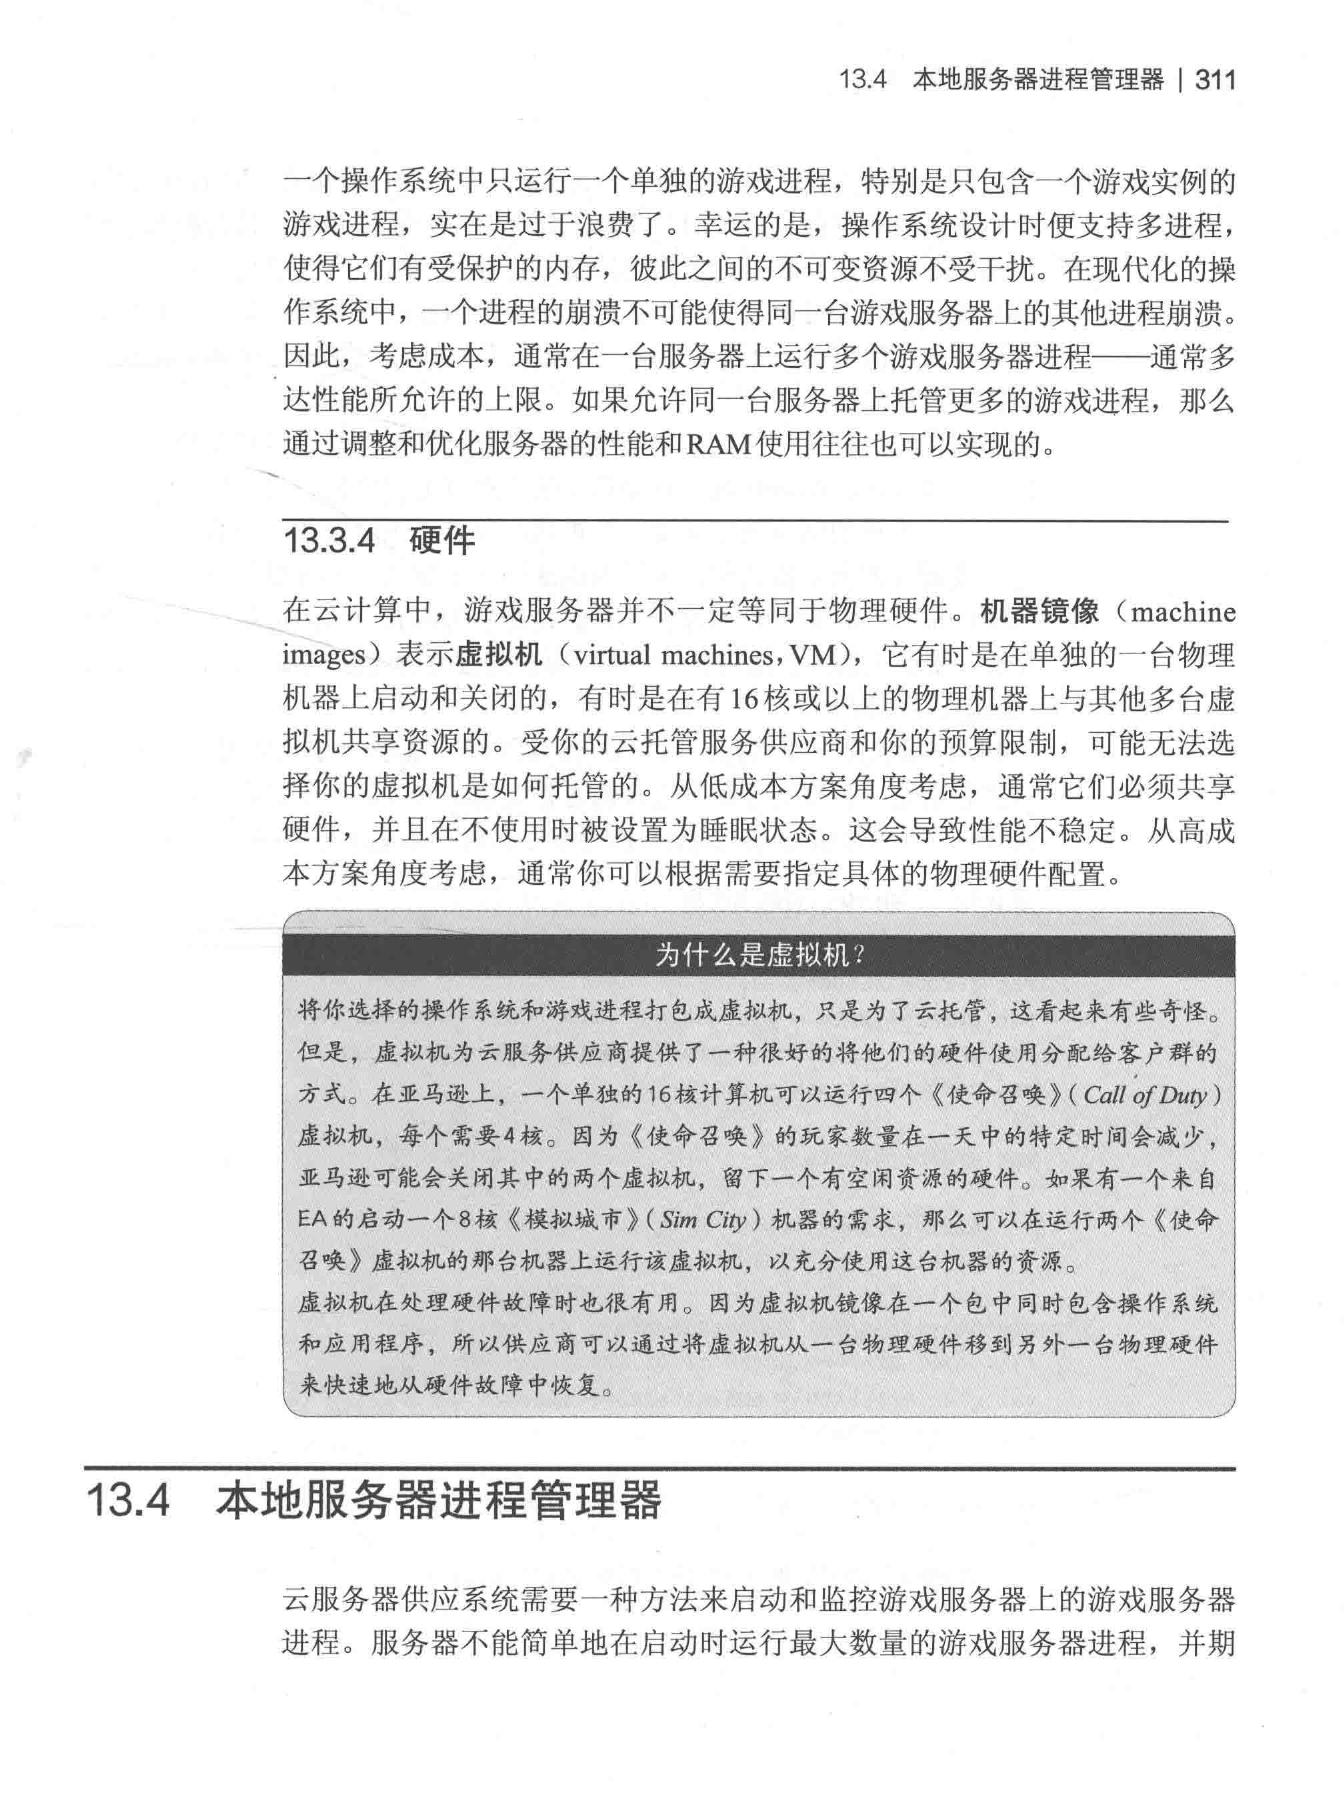 13.4 本地服务器进程管理器 | 311
一个操作系统中只运行一个单独的游戏进程，特别是只包含一个游戏实例的
游戏进程，实在是过于浪费了。幸运的是，操作系统设计时便支持多进程，
使得它们有受保护的内存，彼此之间的不可变资源不受干扰。在现代化的操
作系统中，一个进程的崩溃不可能使得同一台游戏服务器上的其他进程崩溃。
因此，考虑成本，通常在一台服务器上运行多个游戏服务器进程——通常多
达性能所允许的上限。如果允许同一台服务器上托管更多的游戏进程，那么
通过调整和优化服务器的性能和RAM使用往往也可以实现的。
13.3.4 硬件
在云计算中，游戏服务器并不一定等同于物理硬件。机器镜像（machine
images）表示虚拟机（virtual machines，VM），它有时是在单独的一台物理
机器上启动和关闭的，有时是在有16核或以上的物理机器上与其他多台虚
拟机共享资源的。受你的云托管服务供应商和你的预算限制，可能无法选
择你的虚拟机是如何托管的。从低成本方案角度考虑，通常它们必须共享
硬件，并且在不使用时被设置为睡眠状态。这会导致性能不稳定。从高成
本方案角度考虑，通常你可以根据需要指定具体的物理硬件配置。
为什么是虚拟机？
将你选择的操作系统和游戏进程打包成虚拟机，只是为了云托管，这看起来有些奇怪。
但是，虚拟机为云服务供应商提供了一种很好的将他们的硬件使用分配给客户群的
方式。在亚马逊上，一个单独的16核计算机可以运行四个《使命召唤》（Call of Duty）
虚拟机，每个需要4核。因为《使命召唤》的玩家数量在一天中的特定时间会减少，
亚马逊可能会关闭其中的两个虚拟机，留下一个有空闲资源的硬件。如果有一个来自
EA的启动一个8核《模拟城市》（Sim City）机器的需求，那么可以在运行两个《使命
召唤》虚拟机的那台机器上运行该虚拟机，以充分使用这台机器的资源。
虚拟机在处理硬件故障时也很有用。因为虚拟机镜像在一个包中同时包含操作系统
和应用程序，所以供应商可以通过将虚拟机从一台物理硬件移到另外一台物理硬件
来快速地从硬件故障中恢复。
13.4 本地服务器进程管理器
云服务器供应系统需要一种方法来启动和监控游戏服务器上的游戏服务器
进程。服务器不能简单地在启动时运行最大数量的游戏服务器进程，并期